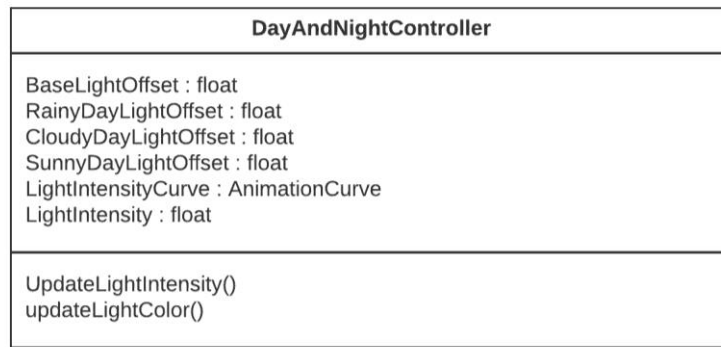 DayAndNightController
BaseLightOffset : float
RainyDayLightOffset : float
CloudyDayLightOffset : float
SunnyDayLightOffset : float
LightIntensityCurve : AnimationCurve
LightIntensity : float
UpdateLightIntensity()
updateLightColor()